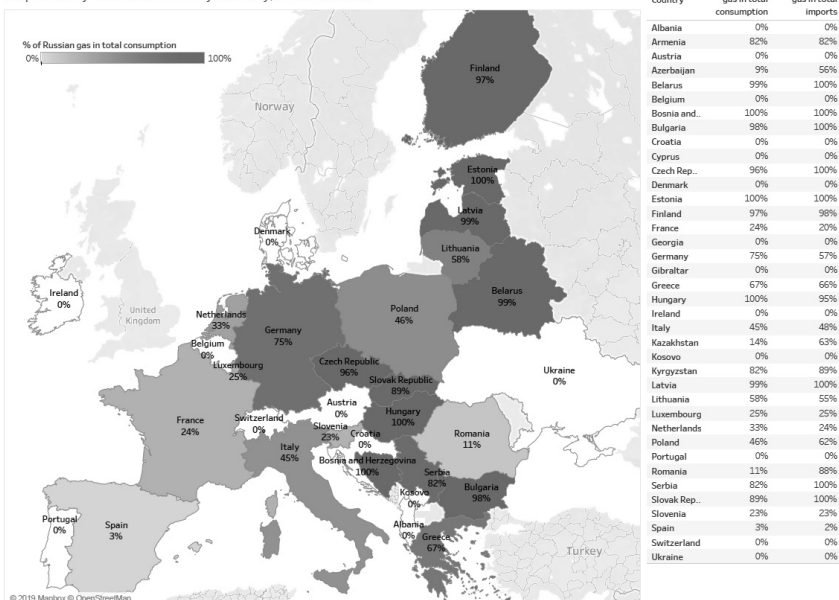 % of Russian gas in total consumption
0% 100%
Finland
97%
Norway
Estonia
100%
Latvia
99%
Denmark
0%
Lithuania
58%
Ireland
0%
United
Kingdom
Belarus
99%
Netherlands
33%
Poland
46%
Germany
75%
Belgium
0%
Luxembourg
25%
Czech Republic
96%
Slovak Republic
89%
Ukraine
0%
Austria
0%
Hungary
100%
France
24%
Switzerland
0%
Slovenia
23%
Croatia
0%
Romania
11%
Italy
45%
Bosnia and Herzegovina
100%
Serbia
82%
Bulgaria
98%
Kosovo
0%
Portugal
0%
Spain
3%
Albania
0%
Greece
67%
Turkey
© 2019 Mapbox © OpenStreetMap
Country gas in total gas in total
consumption imports
Albania 0% 0%
Armenia 82% 82%
Austria 0% 0%
Azerbaijan 9% 56%
Belarus 99% 100%
Belgium 0% 0%
Bosnia and.. 100% 100%
Bulgaria 98% 100%
Croatia 0% 0%
Cyprus 0% 0%
Czech Rep.. 96% 100%
Denmark 0% 0%
Estonia 100% 100%
Finland 97% 98%
France 24% 20%
Georgia 0% 0%
Germany 75% 57%
Gibraltar 0% 0%
Greece 67% 66%
Hungary 100% 95%
Ireland 0% 0%
Italy 45% 48%
Kazakhstan 14% 63%
Kosovo 0% 0%
Kyrgyzstan 82% 89%
Latvia 99% 100%
Lithuania 58% 55%
Luxembourg 25% 25%
Netherlands 33% 24%
Poland 46% 62%
Portugal 0% 0%
Romania 11% 88%
Serbia 82% 100%
Slovak Rep.. 89% 100%
Slovenia 23% 23%
Spain 3% 2%
Switzerland 0% 0%
Ukraine 0% 0%